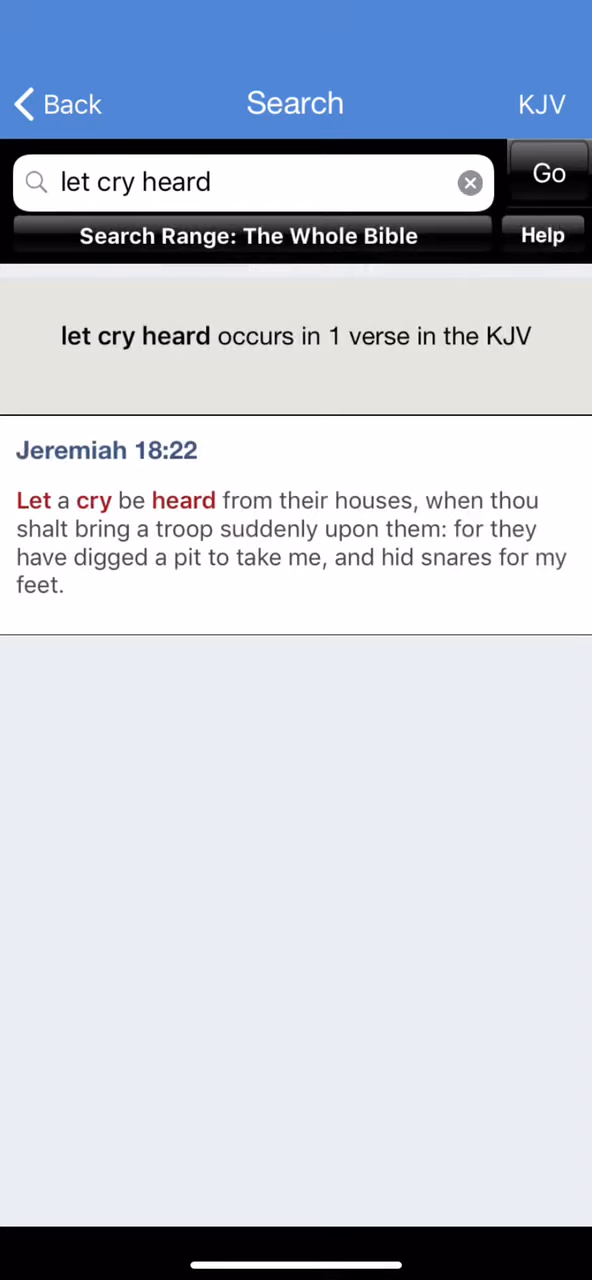 Back Search KJV
let cry heard
Go
Search Range: The Whole Bible Help
let cry heard occurs in 1 verse in the KJV
Jeremiah 18:22
Let a cry be heard from their houses, when thou
shalt bring a troop suddenly upon them: for they
have digged a pit to take me, and hid snares for my
feet.